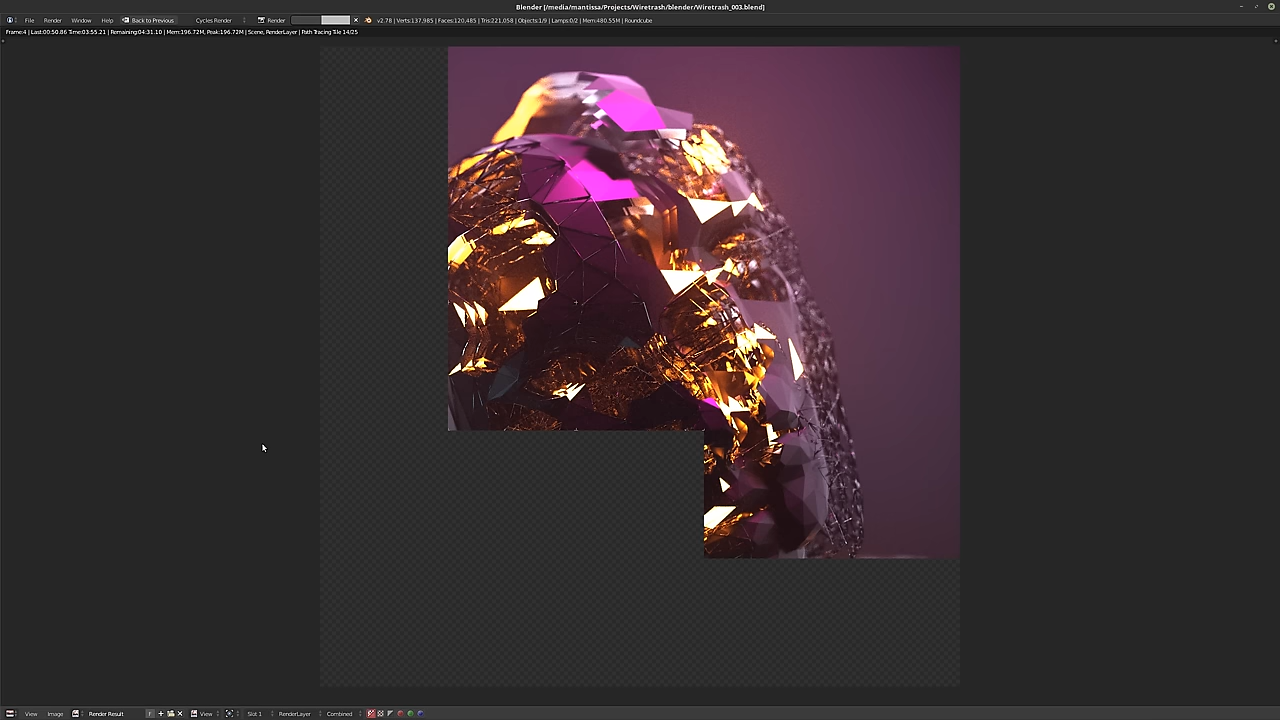 Blender [/media/mantissa/Projects/Wiretrash/blender/Wiretrash_003.blend]
File Render Window Help Back to Previous Cycles Render Render v2.78 | Verts:137,985 | Faces:120,485 | Tris:221,058 | Objects:1/9 | Lamps:0/2 | Mem:480.55M | Roundcube
Frame:4 | Last:00:50.86 Time:03:55.21 | Remaining:04:31.10 | Mem:196.72M, Peak:196.72M | Scene, RenderLayer | Path Tracing Tile 14/25
View Image Render Result F View Slot 1 RenderLayer Combined